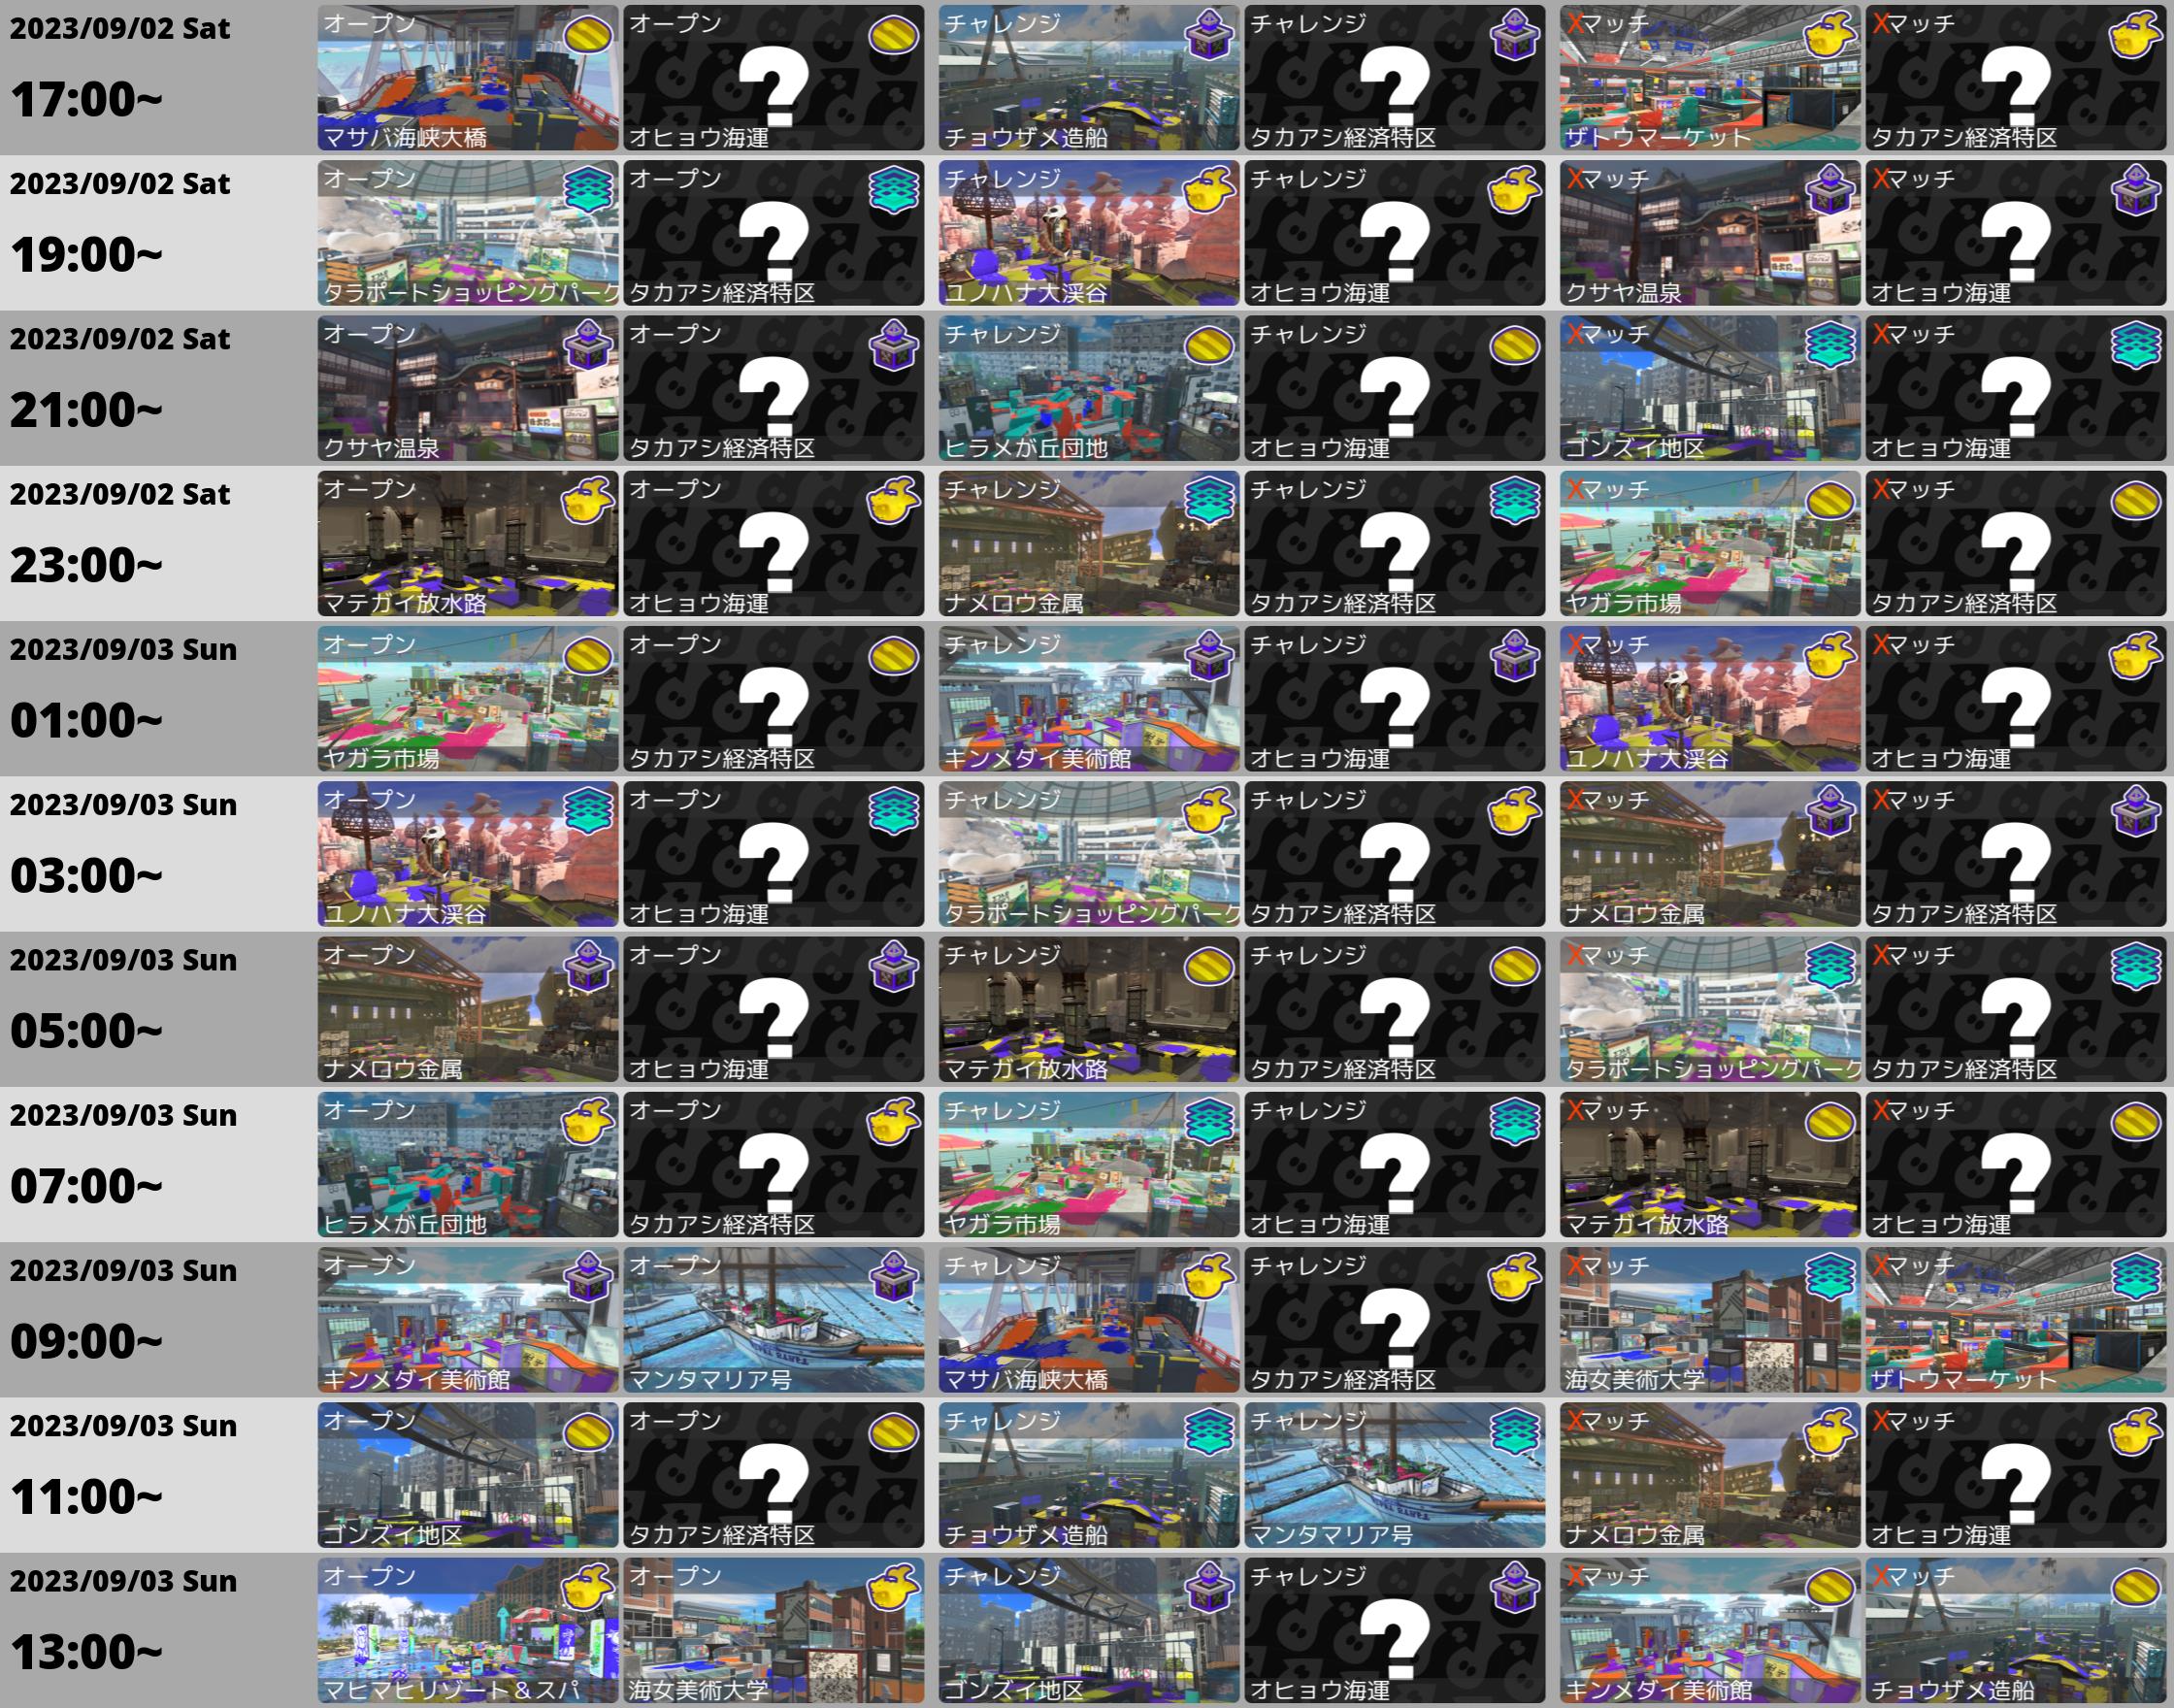 2023/09/02 Sat
17:00~
オープン
マサバ海峡大橋
オープン
オヒョウ海運
チャレンジ
チョウザメ造船
チャレンジ
タカアシ経済特区
Xマッチ
ザトウマーケット
Xマッチ
タカアシ経済特区
2023/09/02 Sat
19:00~
オープン
タラポートショッピングパーク
オープン
タカアシ経済特区
チャレンジ
ユノハナ大渓谷
チャレンジ
オヒョウ海運
Xマッチ
クサヤ温泉
Xマッチ
オヒョウ海運
2023/09/02 Sat
21:00~
オープン
クサヤ温泉
オープン
タカアシ経済特区
チャレンジ
ヒラメが丘団地
チャレンジ
オヒョウ海運
Xマッチ
ゴンズイ地区
Xマッチ
オヒョウ海運
2023/09/02 Sat
23:00~
オープン
マテガイ放水路
オープン
オヒョウ海運
チャレンジ
ナメロウ金属
チャレンジ
タカアシ経済特区
Xマッチ
ヤガラ市場
Xマッチ
タカアシ経済特区
2023/09/03 Sun
01:00~
オープン
ヤガラ市場
オープン
タカアシ経済特区
チャレンジ
キンメダイ美術館
チャレンジ
オヒョウ海運
Xマッチ
ユノハナ大渓谷
Xマッチ
オヒョウ海運
2023/09/03 Sun
03:00~
オープン
ユノハナ大渓谷
オープン
オヒョウ海運
チャレンジ
タラポートショッピングパーク
チャレンジ
タカアシ経済特区
Xマッチ
ナメロウ金属
Xマッチ
タカアシ経済特区
2023/09/03 Sun
05:00~
オープン
ナメロウ金属
オープン
オヒョウ海運
チャレンジ
マテガイ放水路
チャレンジ
タカアシ経済特区
Xマッチ
タラポートショッピングパーク
Xマッチ
タカアシ経済特区
2023/09/03 Sun
07:00~
オープン
ヒラメが丘団地
オープン
タカアシ経済特区
チャレンジ
ヤガラ市場
チャレンジ
オヒョウ海運
Xマッチ
マテガイ放水路
Xマッチ
オヒョウ海運
2023/09/03 Sun
09:00~
オープン
キンメダイ美術館
オープン
マンタマリア号
チャレンジ
マサバ海峡大橋
チャレンジ
タカアシ経済特区
Xマッチ
海女美術大学
Xマッチ
ザトウマーケット
2023/09/03 Sun
11:00~
オープン
ゴンズイ地区
オープン
タカアシ経済特区
チャレンジ
チョウザメ造船
チャレンジ
マンタマリア号
Xマッチ
ナメロウ金属
Xマッチ
オヒョウ海運
2023/09/03 Sun
13:00~
オープン
マヒマヒリゾート＆スパ
オープン
海女美術大学
チャレンジ
ゴンズイ地区
チャレンジ
オヒョウ海運
Xマッチ
キンメダイ美術館
Xマッチ
チョウザメ造船